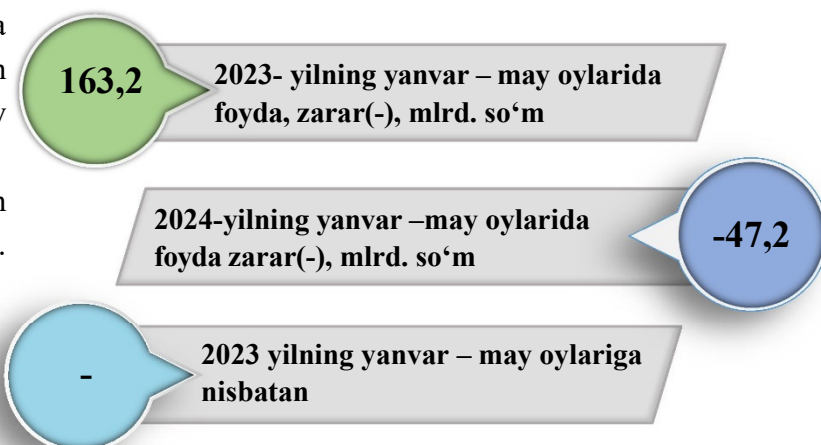 163,2
2023- yilning yanvar – may oylarida
foyda, zarar(-), mlrd. so‘m
2024-yilning yanvar –may oylarida
foyda zarar(-), mlrd. so‘m
-47,2
-
2023 yilning yanvar – may oylariga
nisbatan